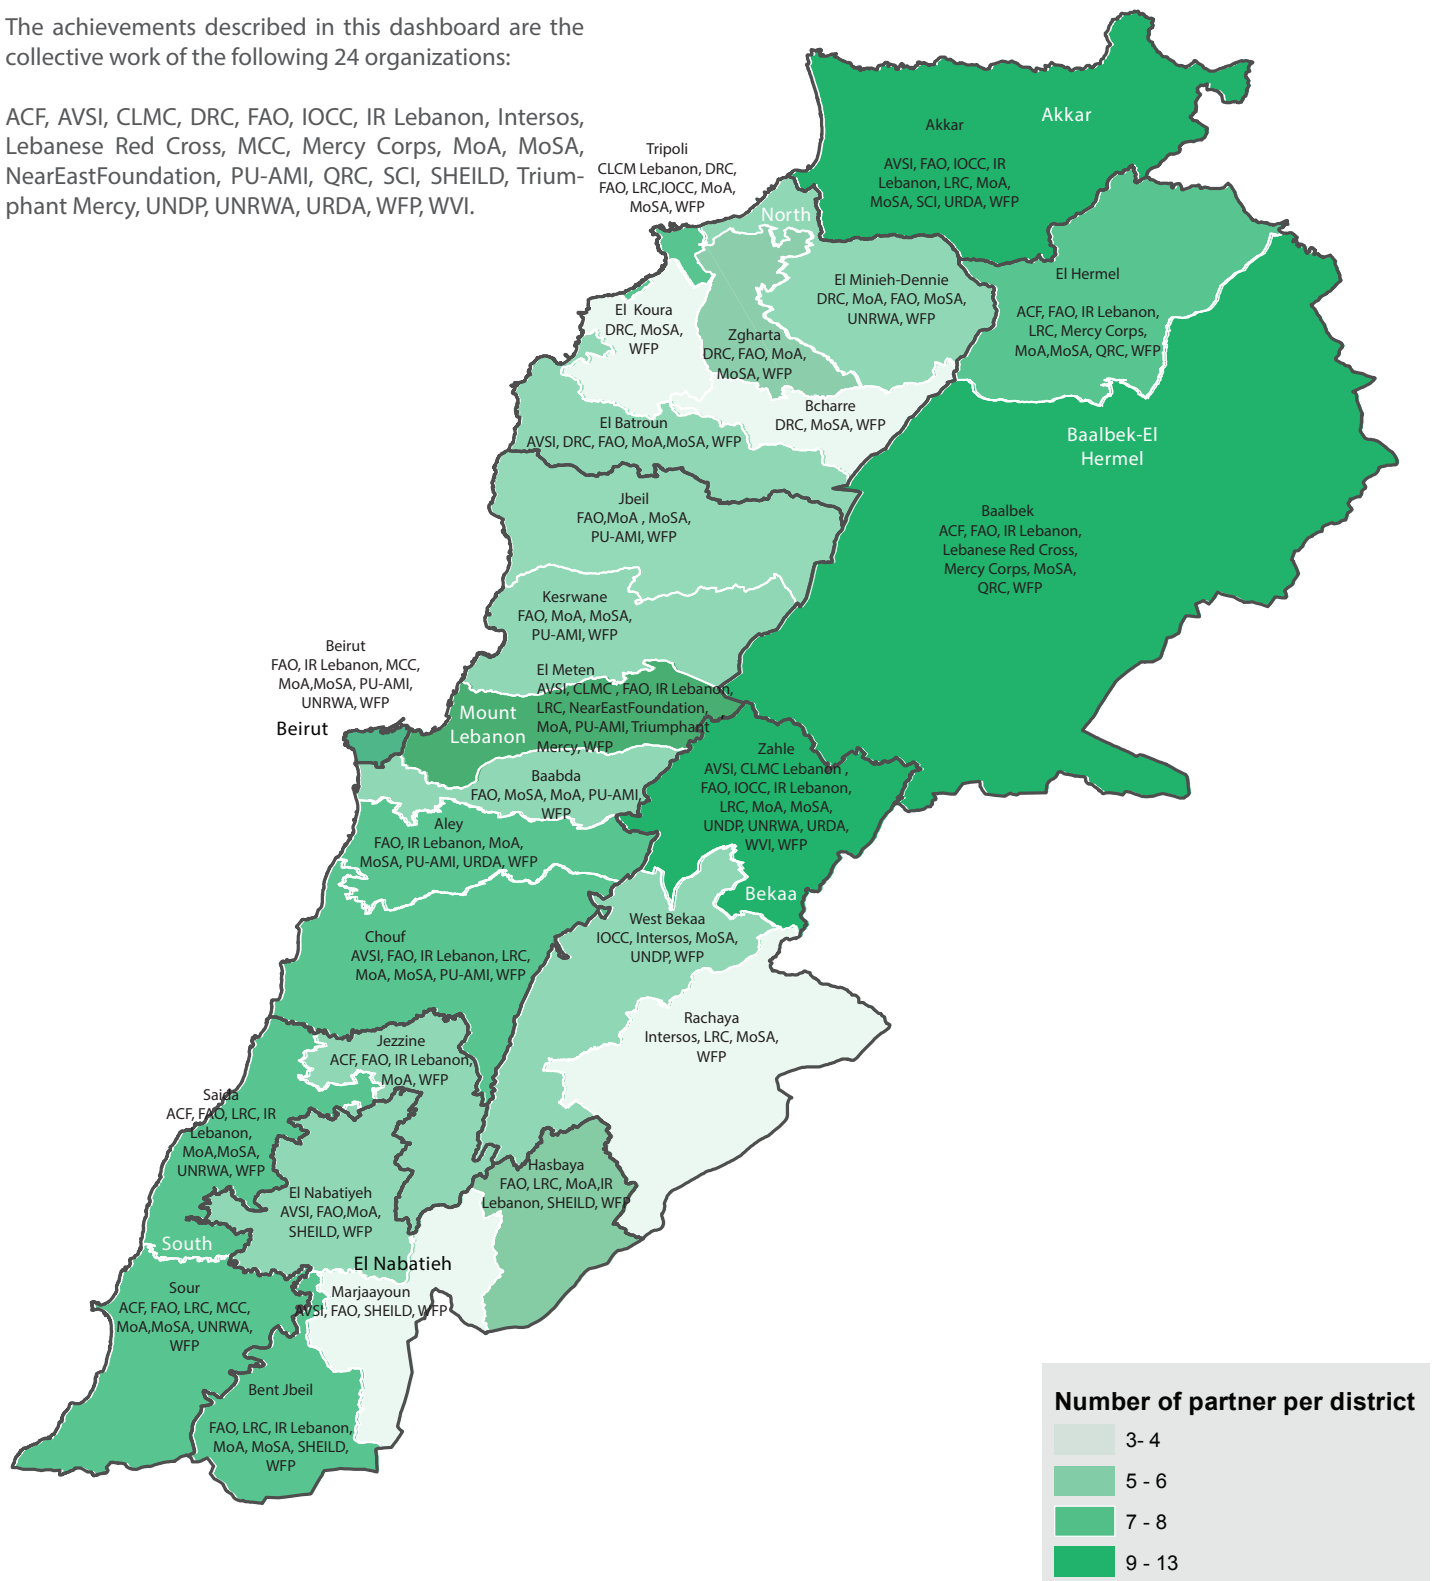 The achievements described in this dashboard are the
collective work of the following 24 organizations:
ACF, AVSI, CLMC, DRC, FAO, IOCC, IR Lebanon, Intersos,
Lebanese Red Cross, MCC, Mercy Corps, MoA, MoSA,
NearEastFoundation, PU-AMI, QRC, SCI, SHEILD, Trium-
phant Mercy, UNDP, UNRWA, URDA, WFP, WVI.
Akkar
Akkar
AVSI, FAO, IOCC, IR
Lebanon, LRC, MoA,
MoSA, SCI, URDA, WFP
Tripoli
CLCM Lebanon, DRC,
FAO, LRC,IOCC, MoA,
MoSA, WFP
North
El Minieh-Dennie
DRC, MoA, FAO, MoSA,
UNRWA, WFP
El Hermel
ACF, FAO, IR Lebanon,
LRC, Mercy Corps,
MoA,MoSA, QRC, WFP
El Koura
DRC, MoSA,
WFP
Zgharta
DRC, FAO, MoA,
MoSA, WFP
Bcharre
DRC, MoSA, WFP
El Batroun
AVSI, DRC, FAO, MoA,MoSA, WFP
Baalbek-El
Hermel
Jbeil
FAO,MoA , MoSA,
PU-AMI, WFP
Baalbek
ACF, FAO, IR Lebanon,
Lebanese Red Cross,
Mercy Corps, MoSA,
QRC, WFP
Kesrwane
FAO, MoA, MoSA,
PU-AMI, WFP
Beirut
FAO, IR Lebanon, MCC,
MoA,MoSA, PU-AMI,
UNRWA, WFP
Beirut
El Meten
AVSI, CLMC , FAO, IR Lebanon,
LRC, NearEastFoundation,
MoA, PU-AMI, Triumphant
Mercy, WFP
Mount
Lebanon
Zahle
AVSI, CLMC Lebanon ,
FAO, IOCC, IR Lebanon,
LRC, MoA, MoSA,
UNDP, UNRWA, URDA,
WVI, WFP
Baabda
FAO, MoSA, MoA, PU-AMI,
WFP
Aley
FAO, IR Lebanon, MoA,
MoSA, PU-AMI, URDA, WFP
Bekaa
West Bekaa
IOCC, Intersos, MoSA,
UNDP, WFP
Chouf
AVSI, FAO, IR Lebanon, LRC,
MoA, MoSA, PU-AMI, WFP
Rachaya
Intersos, LRC, MoSA,
WFP
Jezzine
ACF, FAO, IR Lebanon,
MoA, WFP
Saida
ACF, FAO, LRC, IR
Lebanon,
MoA,MoSA,
UNRWA, WFP
Hasbaya
FAO, LRC, MoA,IR
Lebanon, SHEILD, WFP
El Nabatiyeh
AVSI, FAO,MoA,
SHEILD, WFP
South
El Nabatieh
Sour
ACF, FAO, LRC, MCC,
MoA,MoSA, UNRWA,
WFP
Marjaayoun
AVSI, FAO, SHEILD, WFP
Bent Jbeil
FAO, LRC, IR Lebanon,
MoA, MoSA, SHEILD,
WFP
Number of partner per district
3- 4
5 - 6
7 - 8
9 - 13